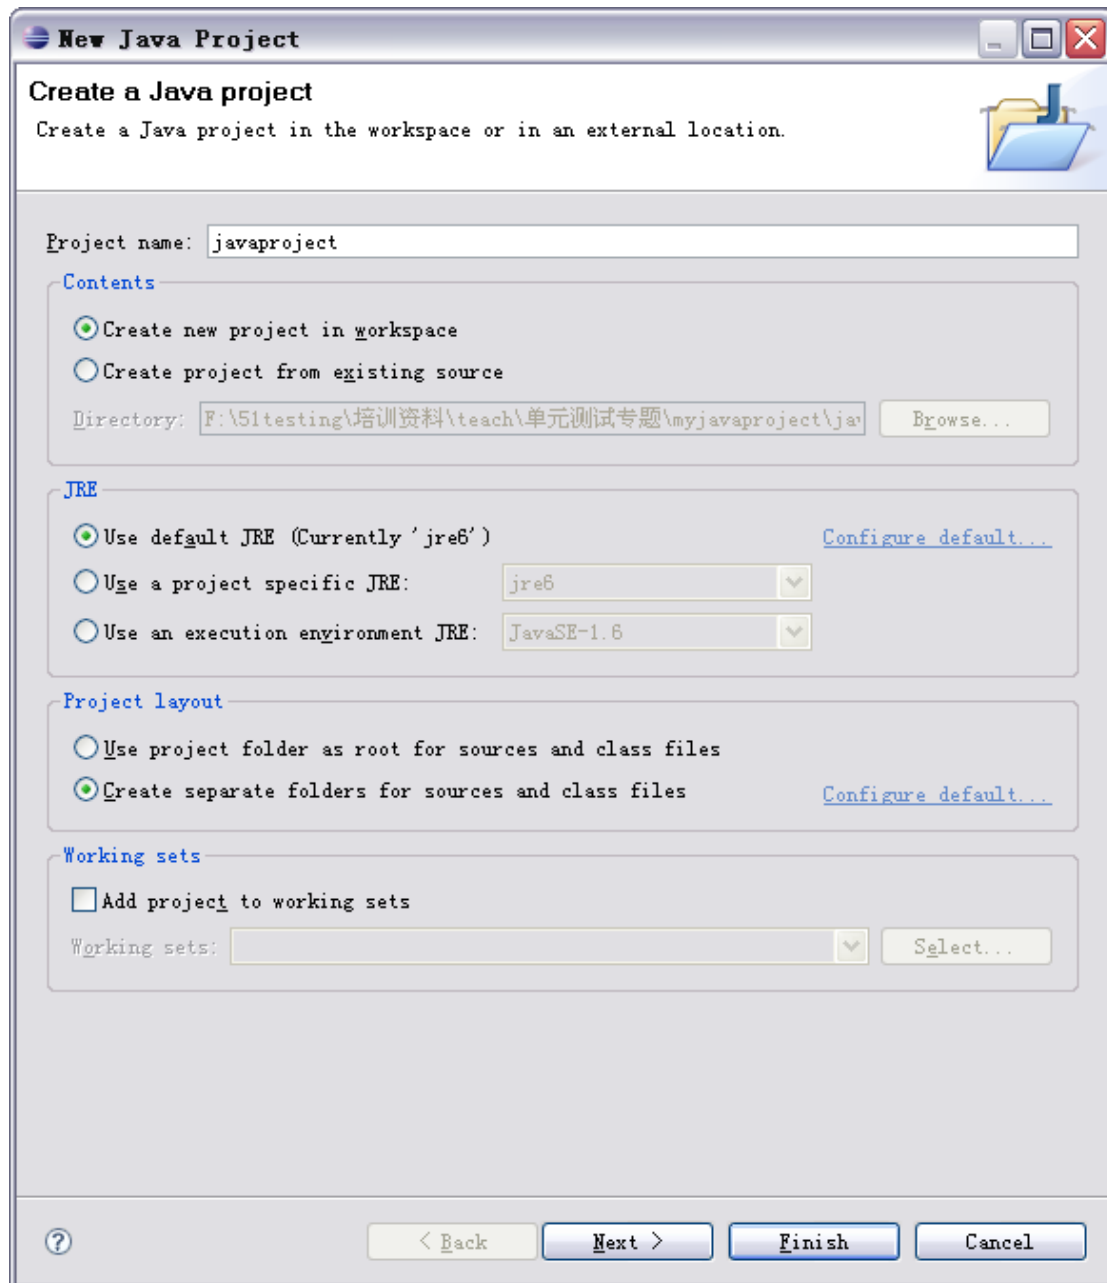 New Java Project
Create a Java project
Create a Java project in the workspace or in an external location.
Project name: javaproject
Contents
Create new project in workspace
Create project from existing source
Directory: F:\51testing\培训资料\teach\单元测试专题\myjavaproject\jav Browse...
JRE
Use default JRE (Currently 'jre6') Configure default...
Use a project specific JRE: jre6
Use an execution environment JRE: JavaSE-1.6
Project layout
Use project folder as root for sources and class files
Create separate folders for sources and class files Configure default...
Working sets
Add project to working sets
Working sets: Select...
? < Back Next > Finish Cancel